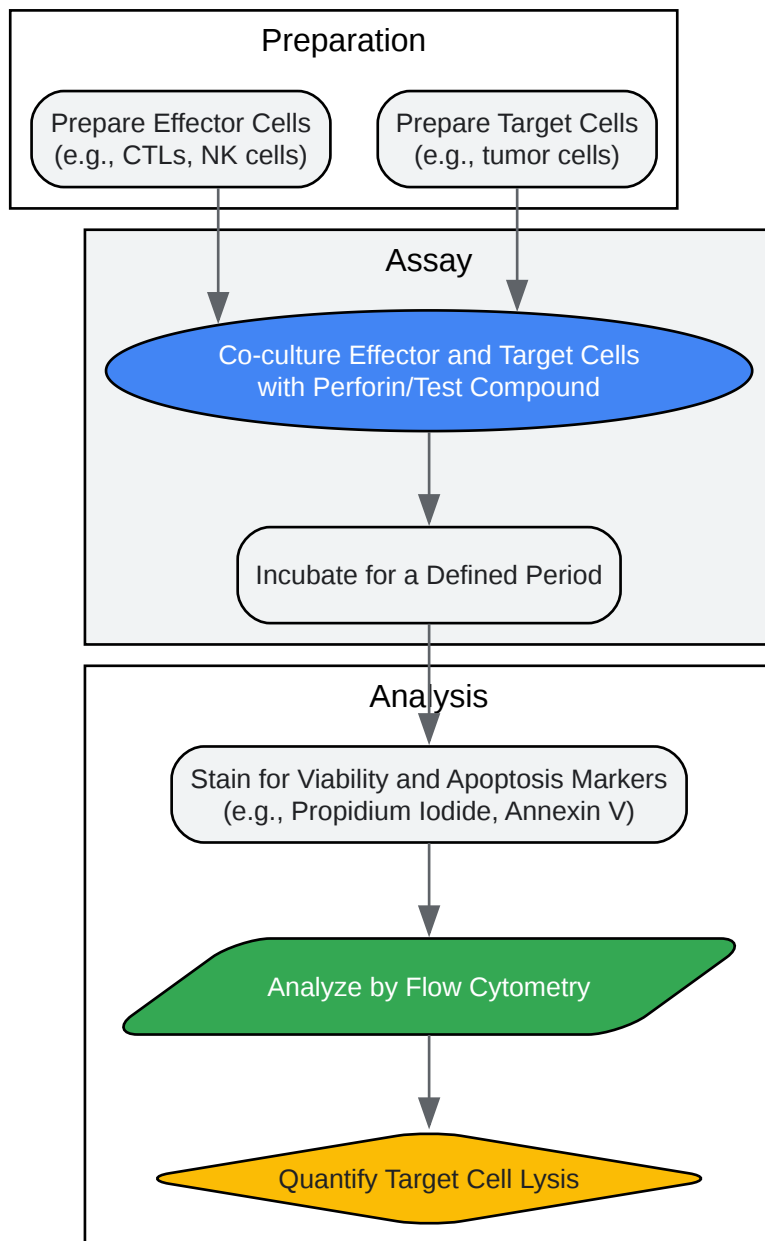 Preparation
Prepare Effector Cells
(e.g., CTLs, NK cells)
Prepare Target Cells
(e.g., tumor cells)
Assay
Co-culture Effector and Target Cells
with Perforin/Test Compound
Incubate for a Defined Period
Analysis
Stain for Viability and Apoptosis Markers
(e.g., Propidium Iodide, Annexin V)
Analyze by Flow Cytometry
Quantify Target Cell Lysis